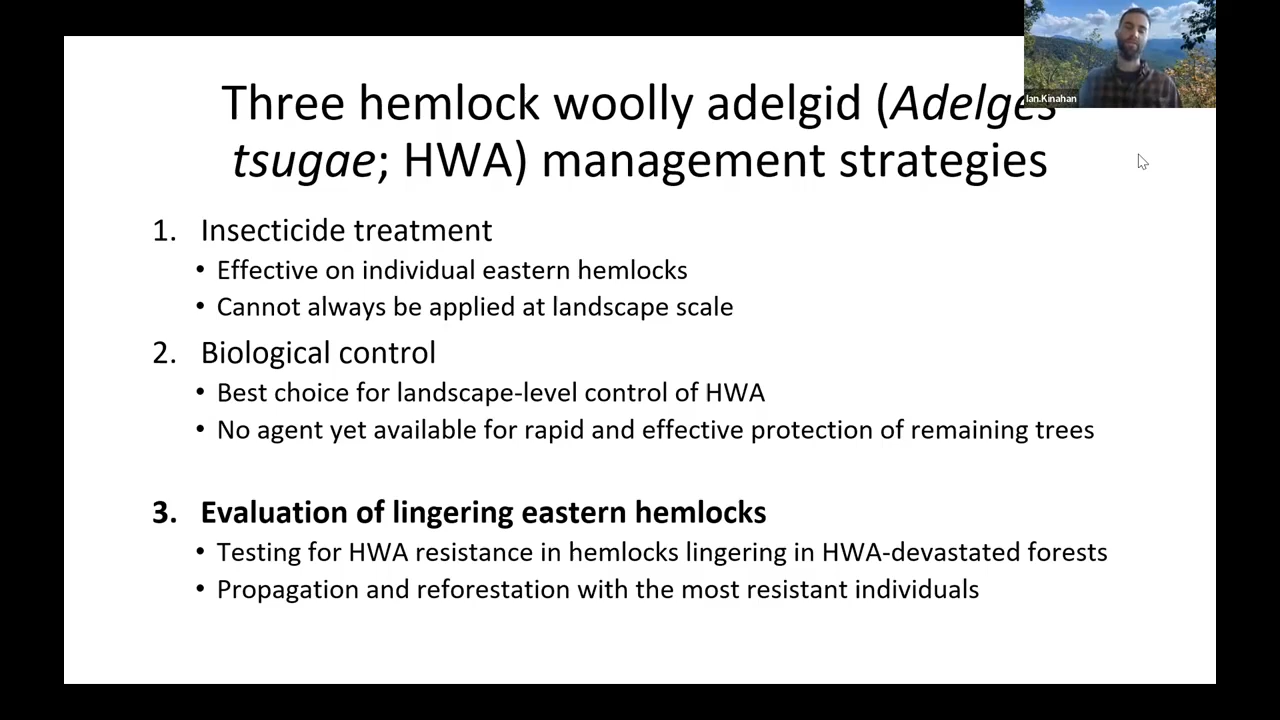 Ian.Kinahan
Three hemlock woolly adelgid (Adelges
tsugae; HWA) management strategies
1. Insecticide treatment
• Effective on individual eastern hemlocks
• Cannot always be applied at landscape scale
2. Biological control
• Best choice for landscape-level control of HWA
• No agent yet available for rapid and effective protection of remaining trees
3. Evaluation of lingering eastern hemlocks
• Testing for HWA resistance in hemlocks lingering in HWA-devastated forests
• Propagation and reforestation with the most resistant individuals